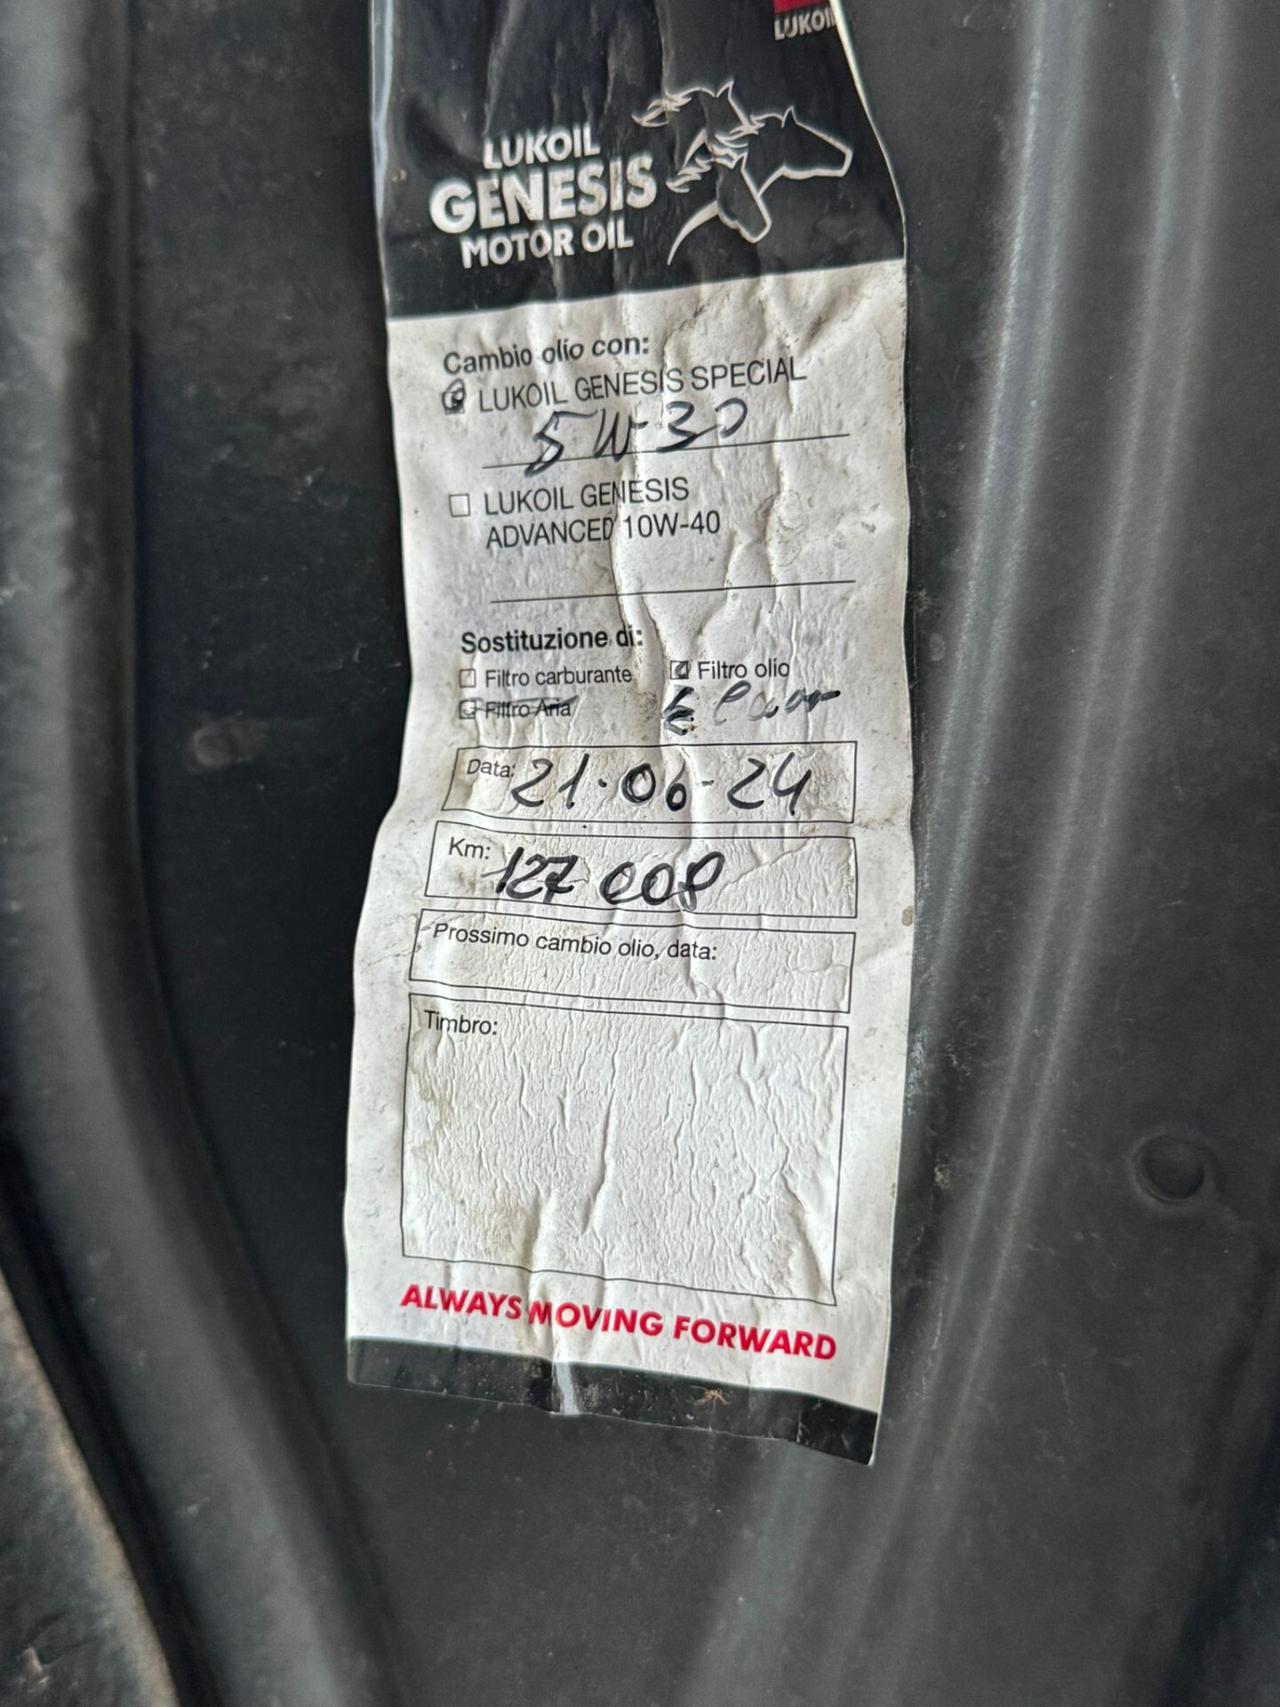 LUKOIL
LUKOIL
GENESIS
MOTOR OIL
Cambio olio con:
LUKOIL GENESIS SPECIAL
5W30
LUKOIL GENESIS
ADVANCED 10W-40
Sostituzione di:
Filtro carburante Filtro olio
Filtro Aria
Data: 21·06-24
Km: 127 008
Prossimo cambio olio, data:
Timbro:
ALWAYS MOVING FORWARD